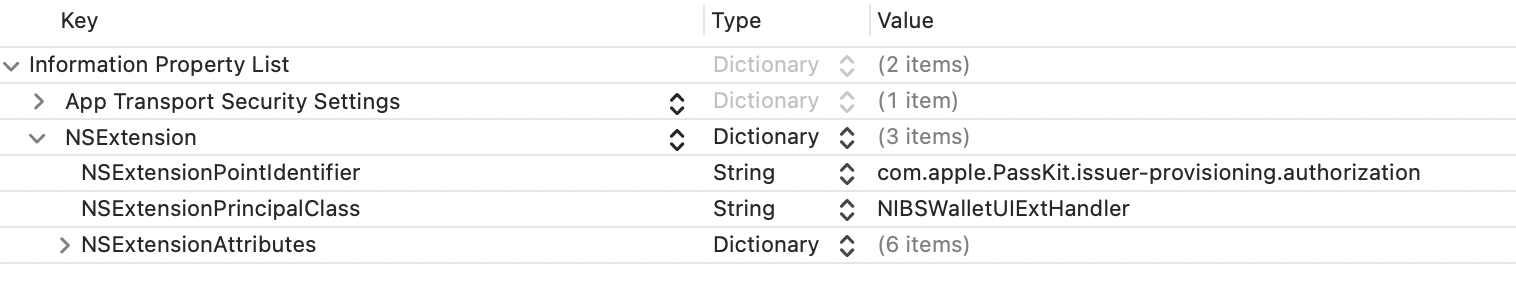 Key Type Value
Information Property List Dictionary (2 items)
App Transport Security Settings Dictionary (1 item)
NSExtension Dictionary (3 items)
NSExtensionPointIdentifier String com.apple.PassKit.issuer-provisioning.authorization
NSExtensionPrincipalClass String NIBSWalletUIExtHandler
NSExtensionAttributes Dictionary (6 items)